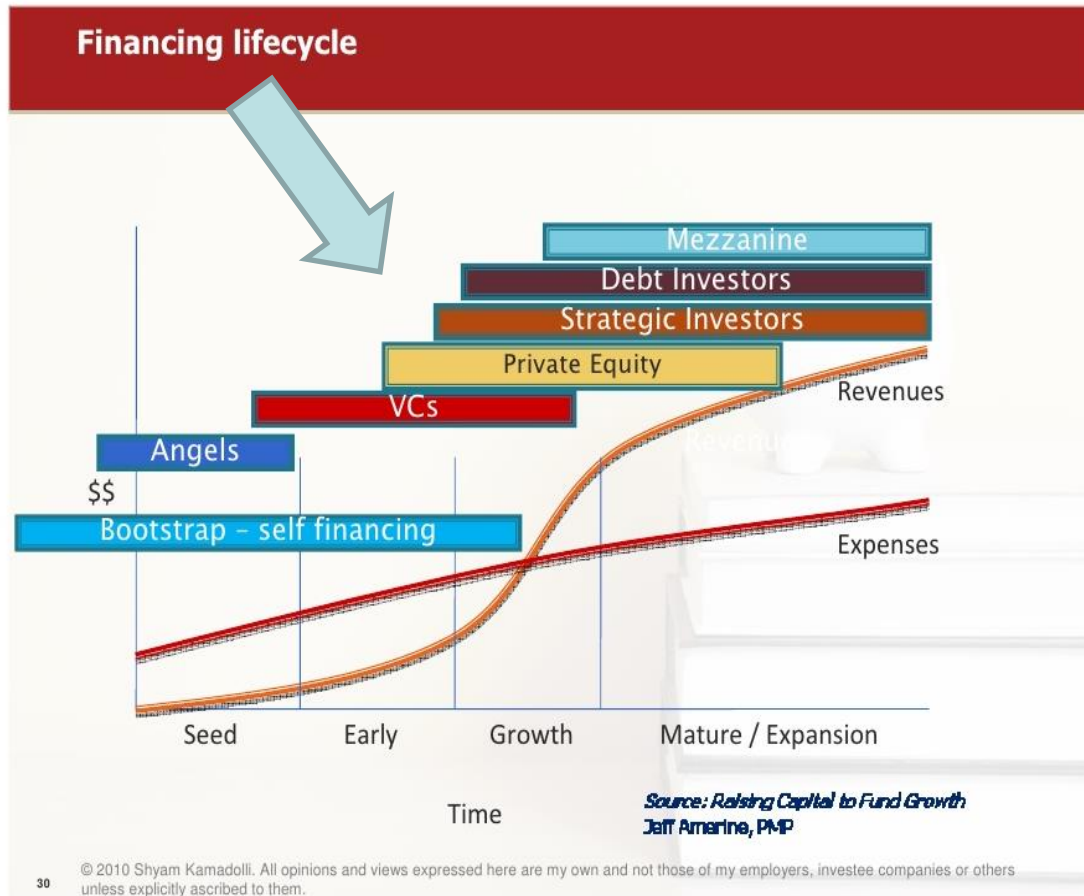 Financing lifecycle
Mezzanine
Debt Investors
Strategic Investors
Private Equity
VCs
Revenues
Angels
$$
Bootstrap – self financing
Expenses
Seed
Early
Growth
Mature / Expansion
Time
Source: Raising Capital to Fund Growth
Jeff Amerine, PMP
30
© 2010 Shyam Kamadolli. All opinions and views expressed here are my own and not those of my employers, investee companies or others
unless explicitly ascribed to them.